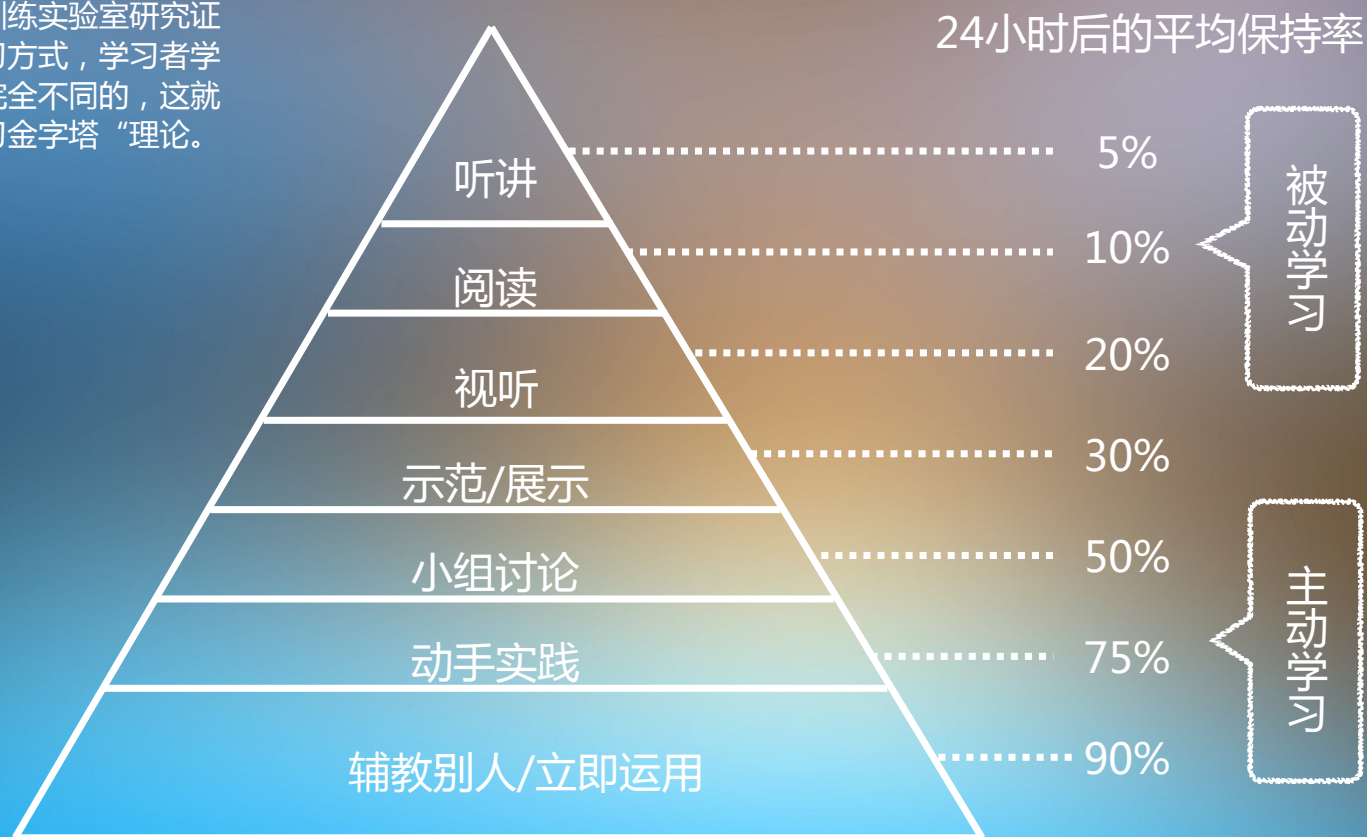 练实验室研究证
方式，学习者学
完全不同的，这就
金字塔“理论。
24小时后的平均保持率
听讲
5%
阅读
10%
视听
20%
示范/展示
30%
小组讨论
50%
动手实践
75%
辅教别人/立即运用
90%
被动学习
主动学习